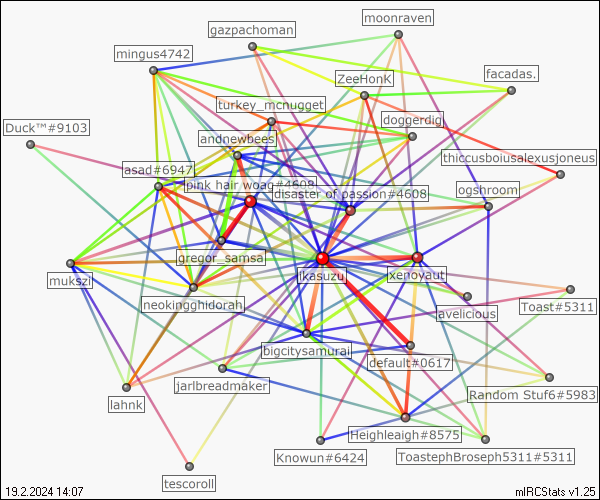 moonraven
gazpachoman
mingus4742
ZeeHonK
facadas.
turkey_mcnugget
doggerdig
Duck™#9103
andnewbees
thiccusboiusalexusjoneus
asad#6947
pink hair woag#4609
disaster of passion#4608
ogshroom
gregor_samsa
ikasuzu
xenoyaut
mukszi
neokingghidorah
avelicious
Toast#5311
bigcitysamurai
default#0617
jarlbreadmaker
Random Stuf6#5983
lahnk
Heighleaigh#8575
Knowun#6424
ToastephBroseph5311#5311
tescoroll
19.2.2024 14:07
mIRCStats v1.25